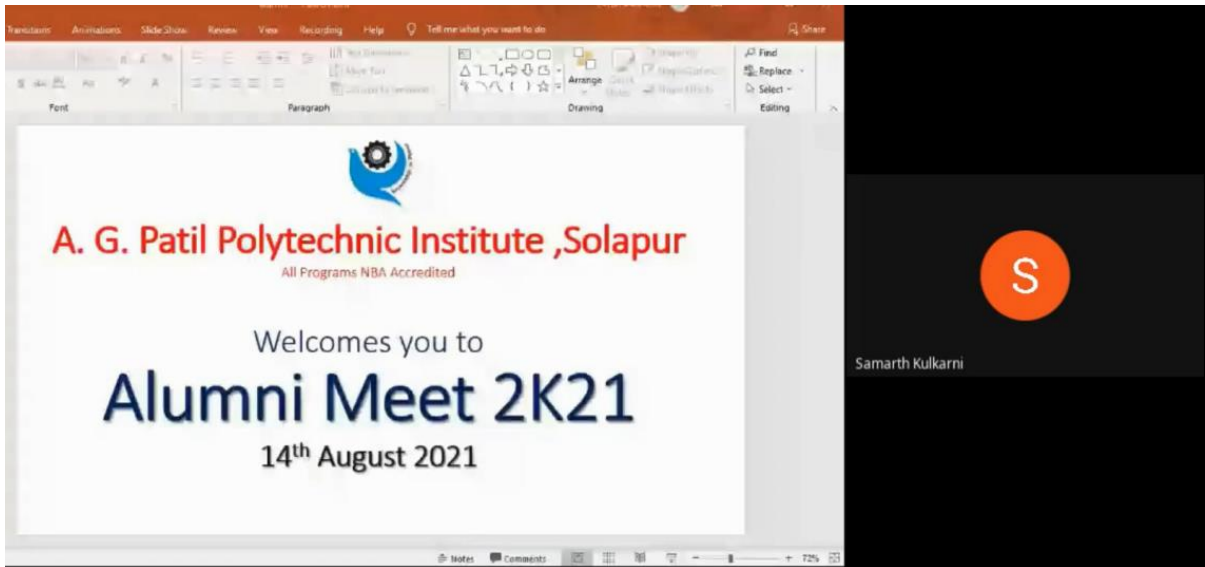 Transitions Animations Slide Show Review View Recording Help Tell me what you want to do Share
Find
Replace
Select
Arrange
Font Paragraph Drawing Editing
A. G. Patil Polytechnic Institute ,Solapur
All Programs NBA Accredited
Welcomes you to
Alumni Meet 2K21
14th August 2021
S
Samarth Kulkarni
Notes Comments 72%